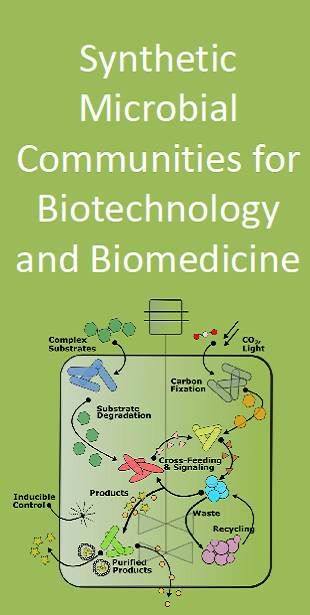 Synthetic
Microbial
Communities for
Biotechnology
and Biomedicine
Complex
Substrates
CO₂,
Light
Carbon
Fixation
Substrate
Degradation
Cross-Feeding
& Signaling
Products
Inducible
Control
Waste
Recycling
Purified
Products